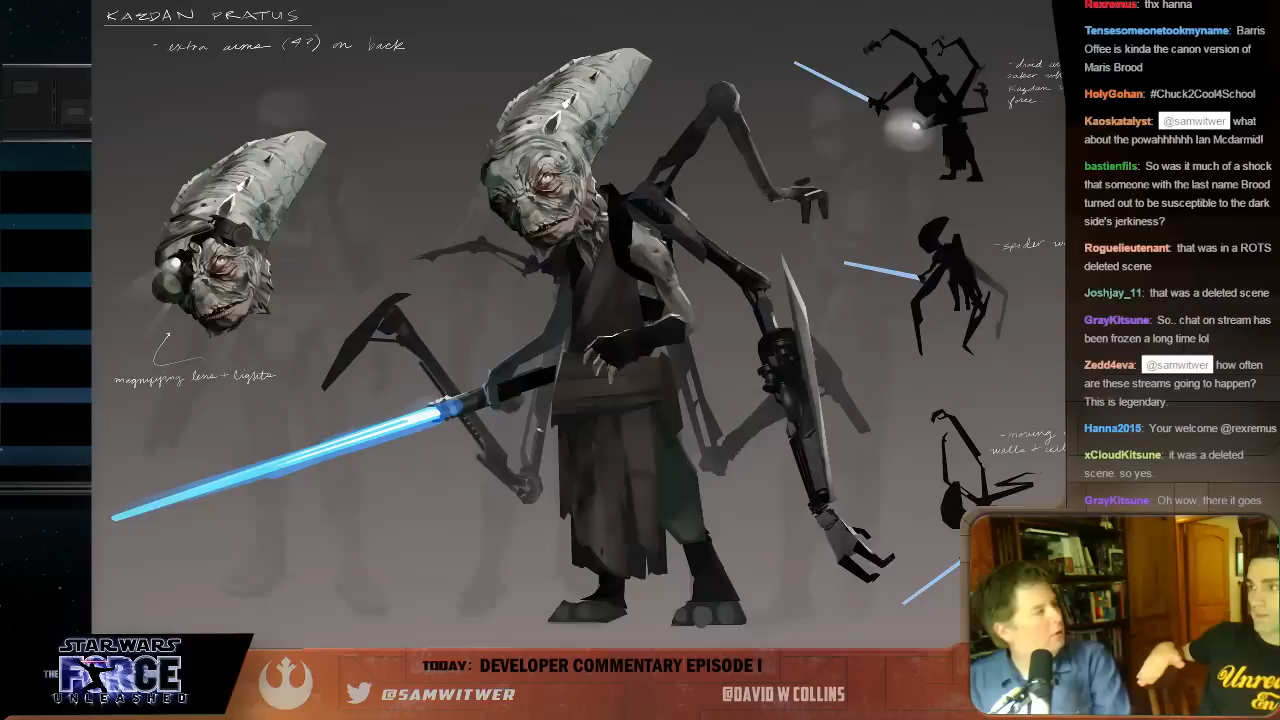 KAZDAN PRATUS
- extra arms (4?) on back
magnifying lens + lights
- droid
Kazdan
force.
- spider
- moving
walls +
Rexromus: thx hanna
Tensesomeonetookmyname: Barris
Offee is kinda the canon version of
Maris Brood
HolyGohan: #Chuck2Cool4School
Kaoskatalyst: @samwitwer what
about the powahhhhhh Ian Mcdarmid!
bastienfils: So was it much of a shock
that someone with the last name Brood
turned out to be susceptible to the dark
side's jerkiness?
Roguelieutenant: that was in a ROTS
deleted scene
Joshjay_11: that was a deleted scene
GrayKitsune: So.. chat on stream has
been frozen a long time lol
Zedd4eva: @samwitwer how often
are these streams going to happen?
This is legendary.
Hanna2015: Your welcome @rexremus
xCloudKitsune: it was a deleted
scene. so yes.
GrayKitsune: Oh wow, there it goes
STAR WARS
THE FORCE
UNLEASHED
TODAY: DEVELOPER COMMENTARY EPISODE I
@SAMWITWER
@DAVID W COLLINS